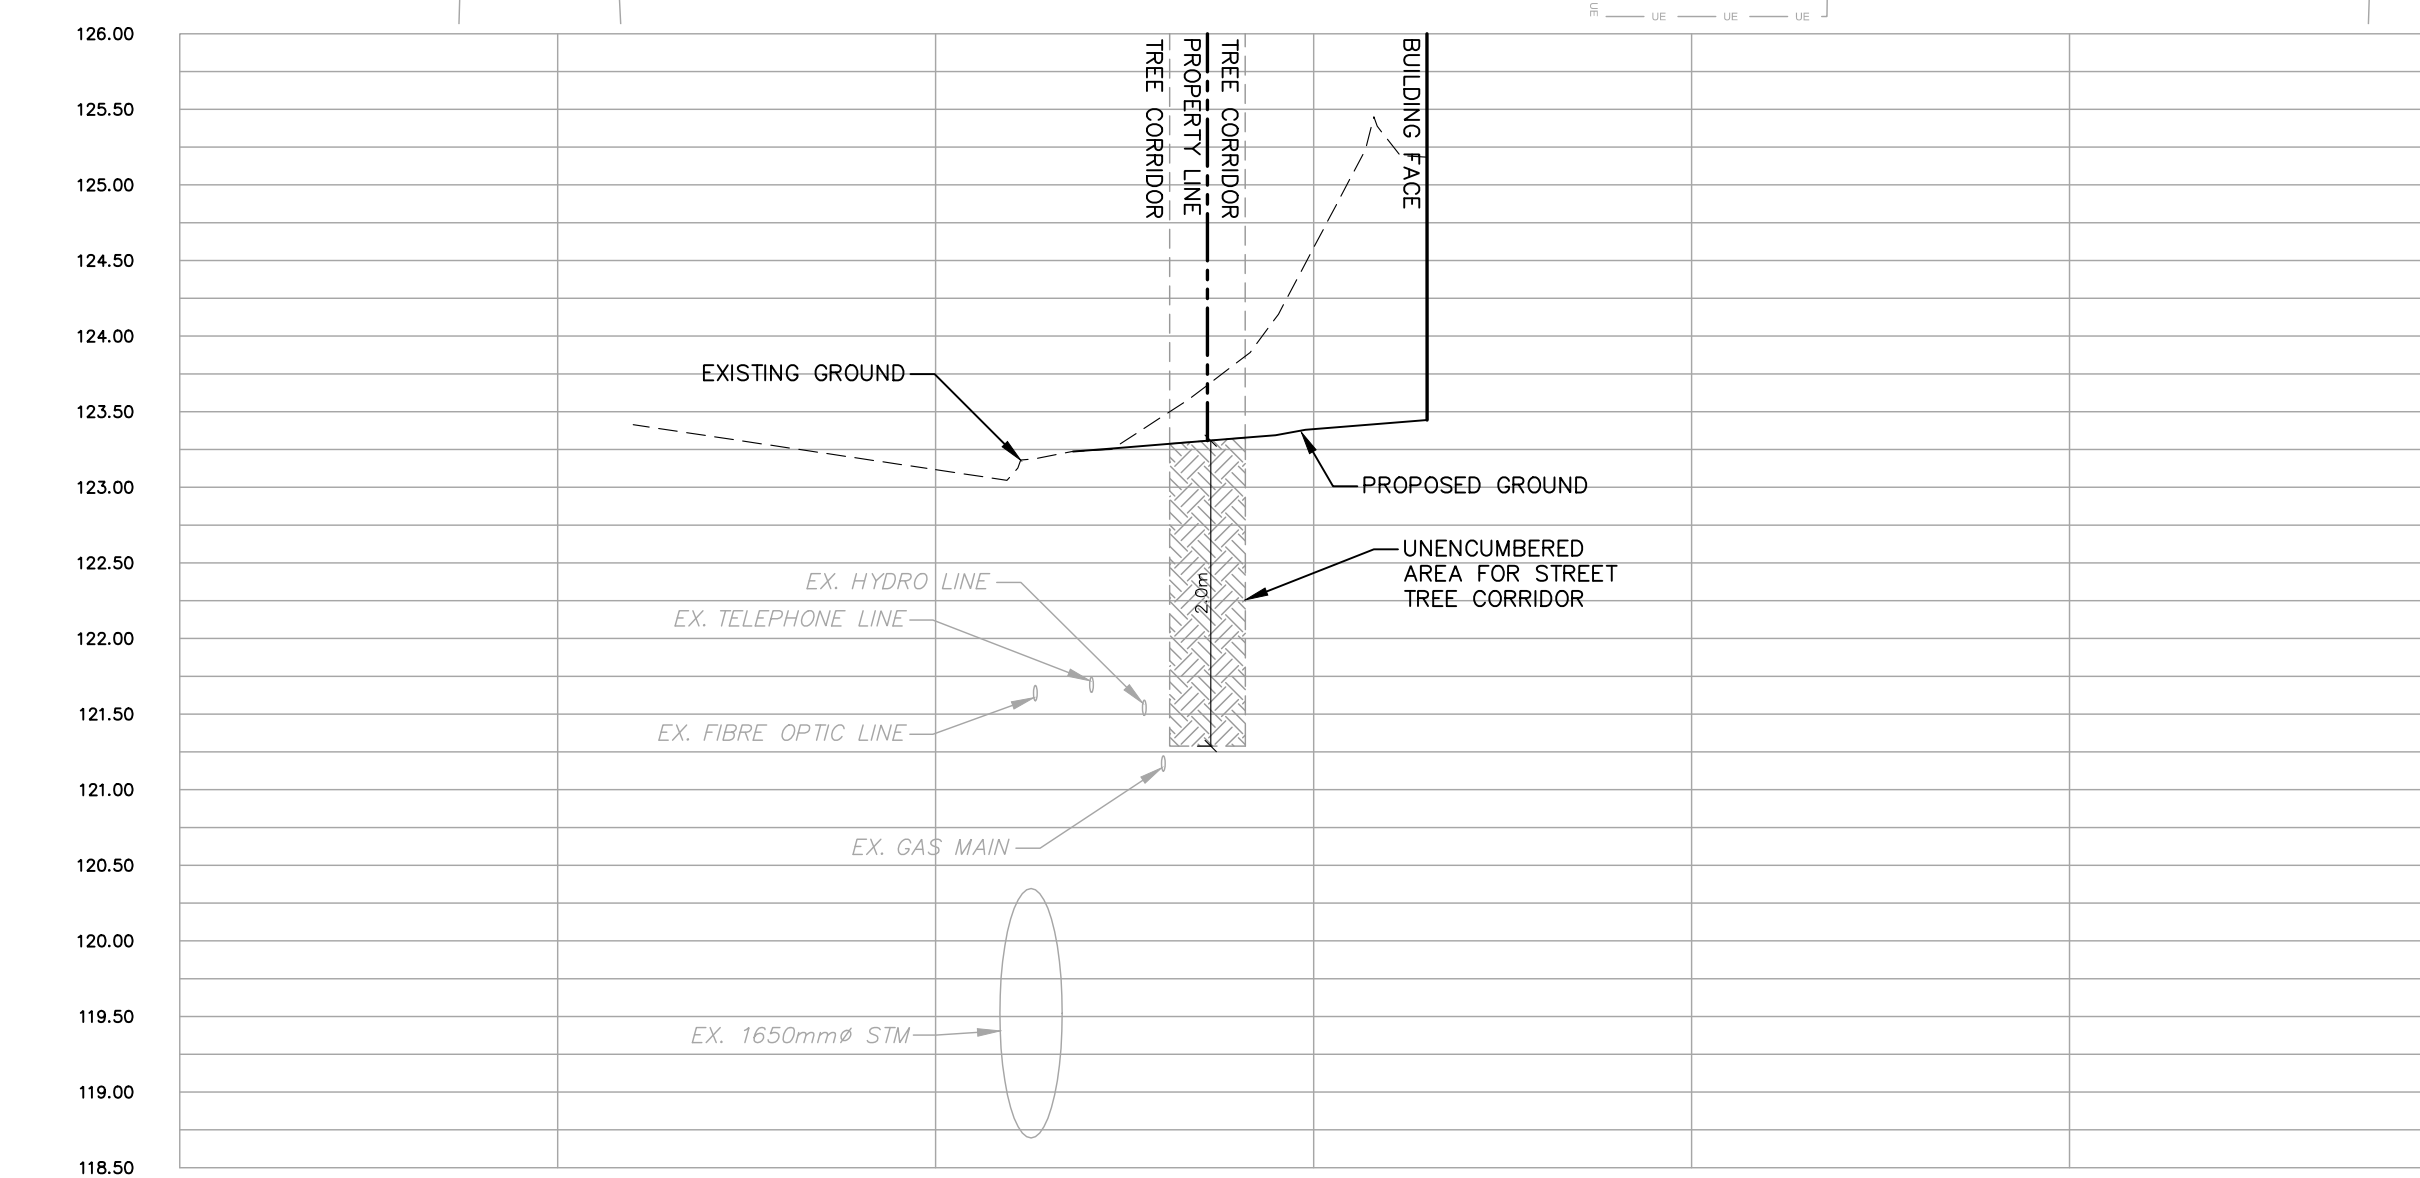 UE
UE
UE
UE
126.00
125.50
125.00
124.50
124.00
123.50
123.00
122.50
122.00
121.50
121.00
120.50
120.00
119.50
119.00
118.50
TREE CORRIDOR
PROPERTY LINE
TREE CORRIDOR
BUILDING FACE
EXISTING GROUND
PROPOSED GROUND
UNENCUMBERED
AREA FOR STREET
TREE CORRIDOR
2.0m
EX. HYDRO LINE
EX. TELEPHONE LINE
EX. FIBRE OPTIC LINE
EX. GAS MAIN
EX. 1650mmø STM